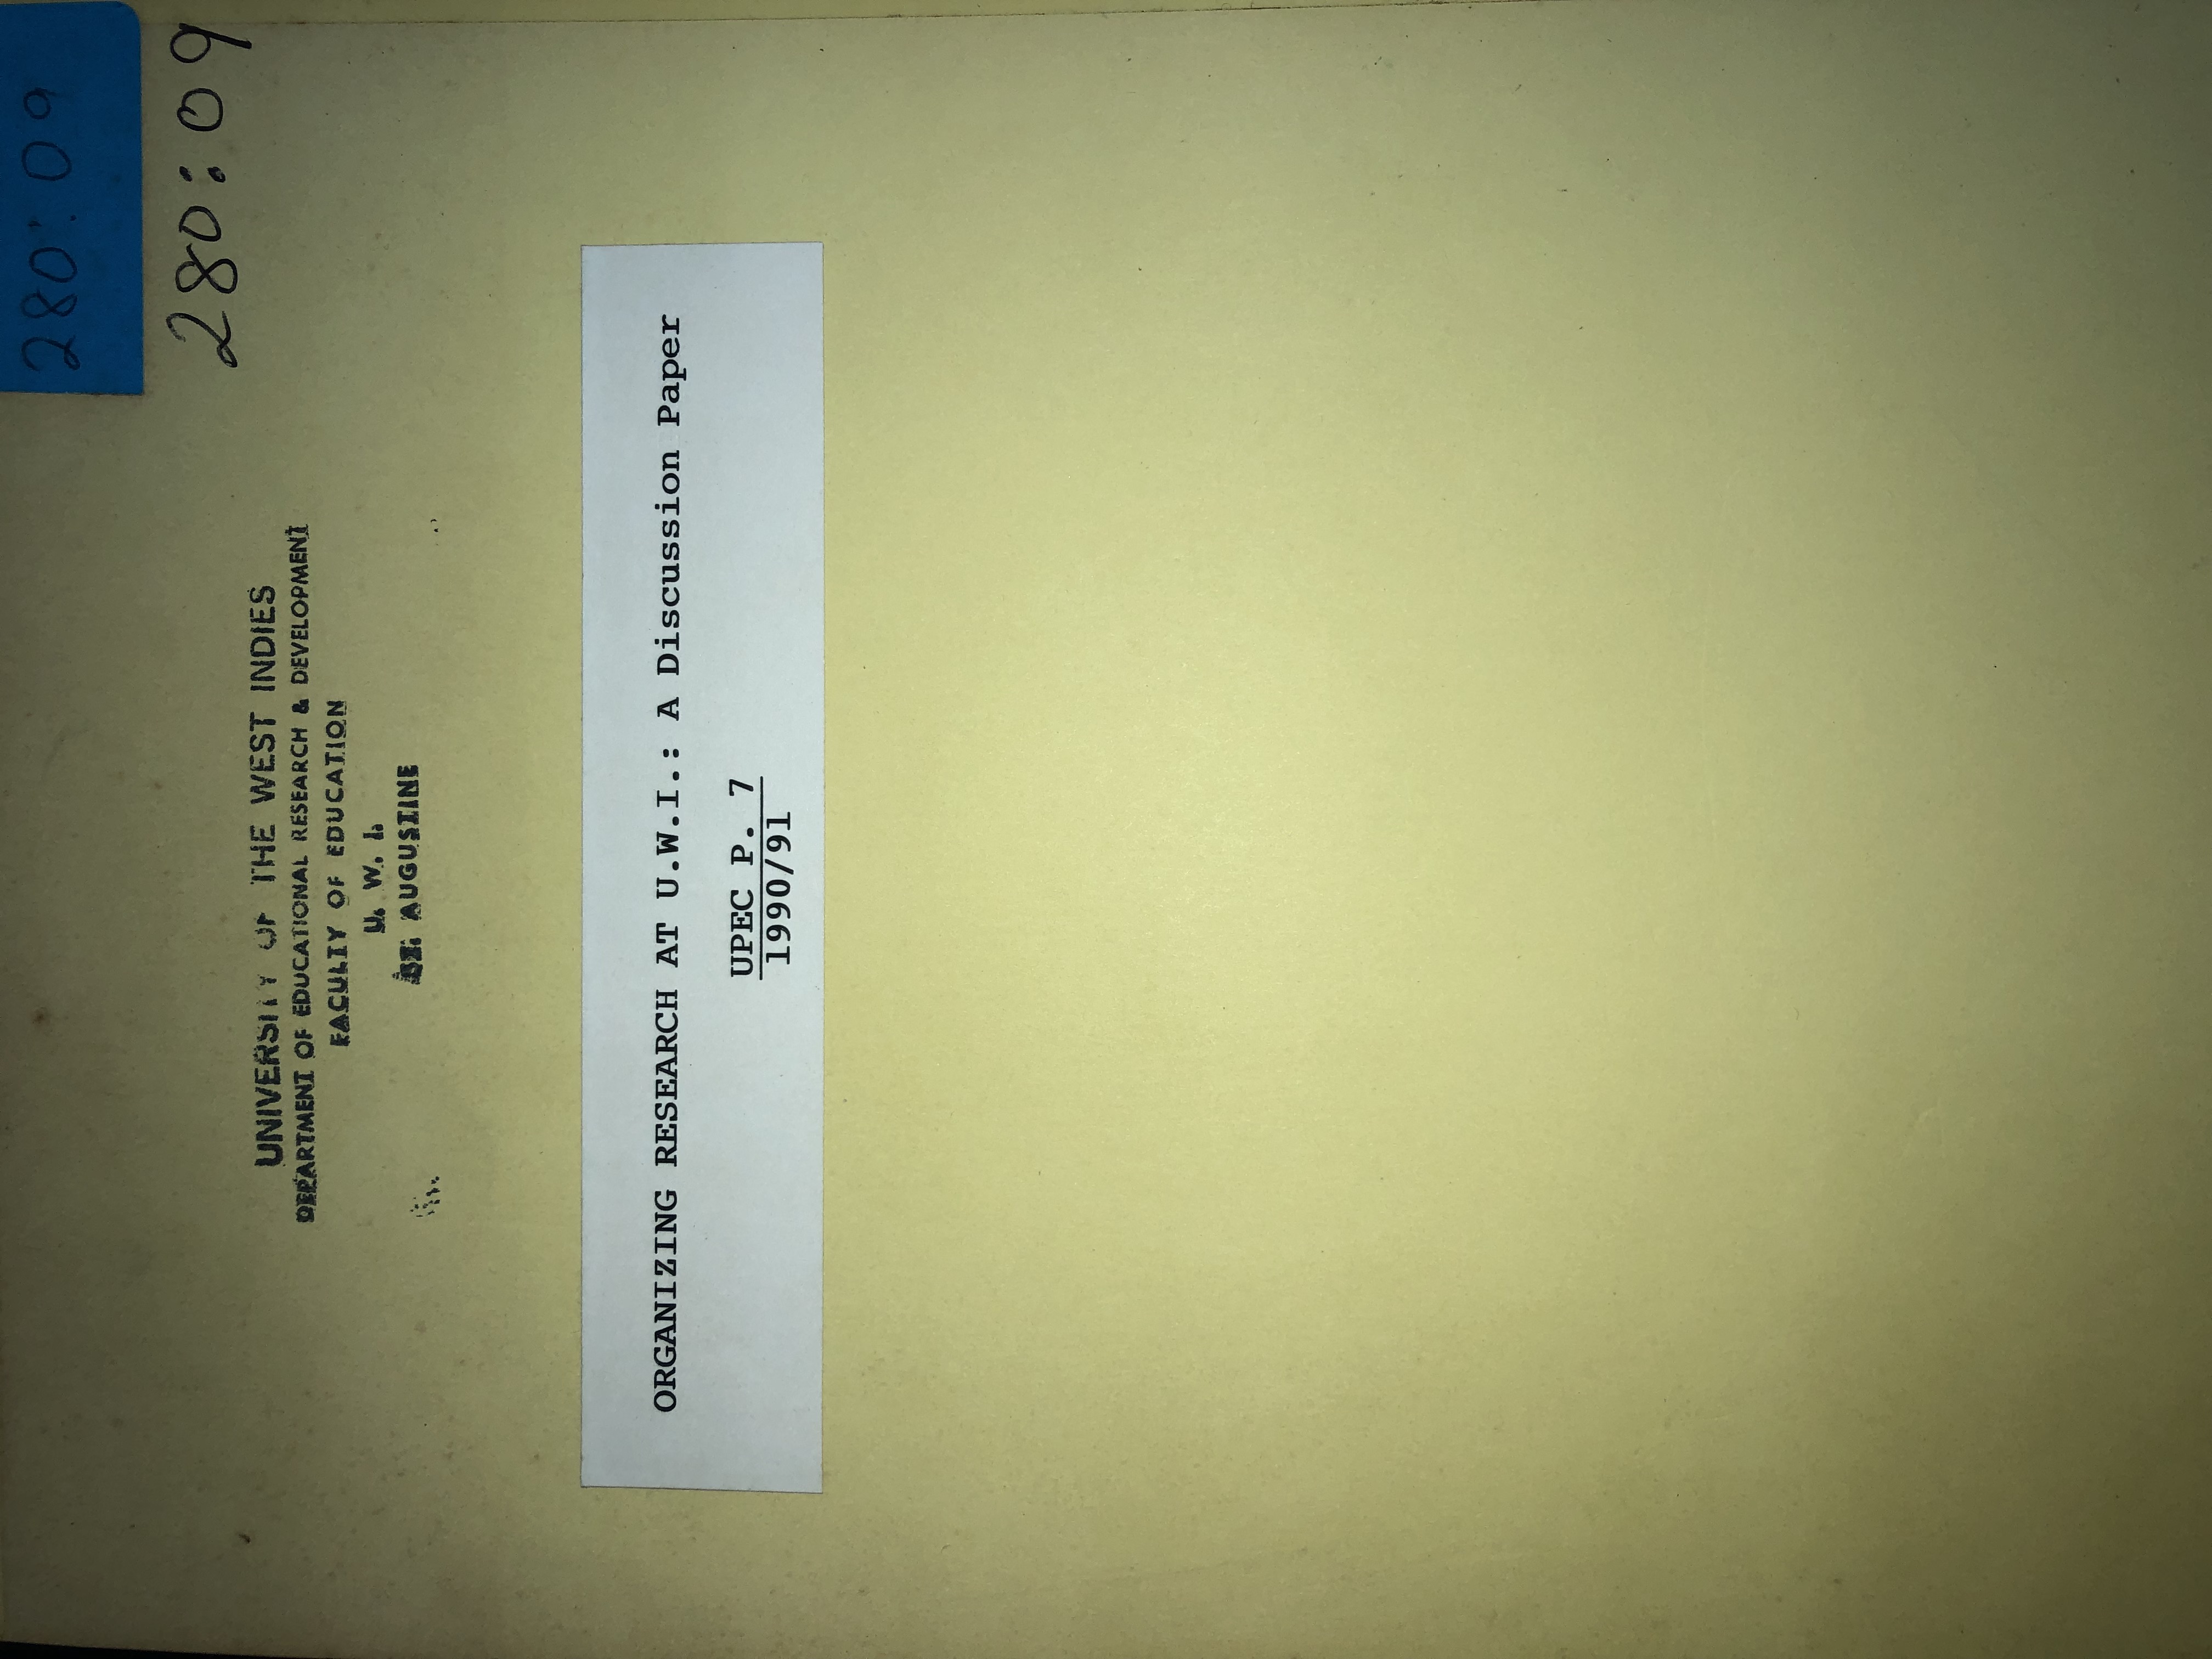 280:09
280:09
UNIVERSITY OF THE WEST INDIES
DEPARTMENT OF EDUCATIONAL RESEARCH & DEVELOPMENT
FACULTY OF EDUCATION
U. W. I.
ST. AUGUSTINE
ORGANIZING RESEARCH AT U.W.I.: A Discussion Paper
UPEC P. 7
1990/91